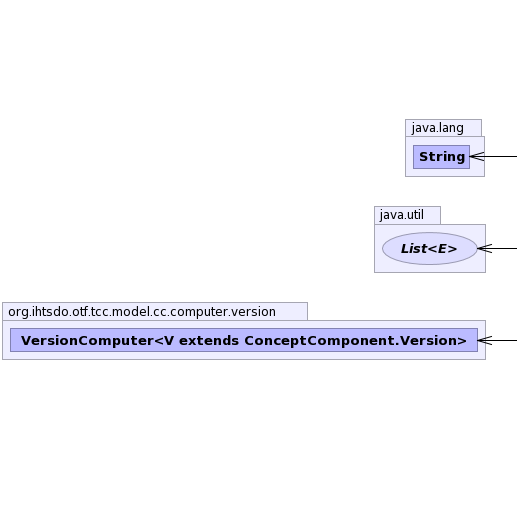 java.lang
String
java.util
List<E>
org.ihtsdo.otf.tcc.model.cc.computer.version
VersionComputer<V extends ConceptComponent.Version>